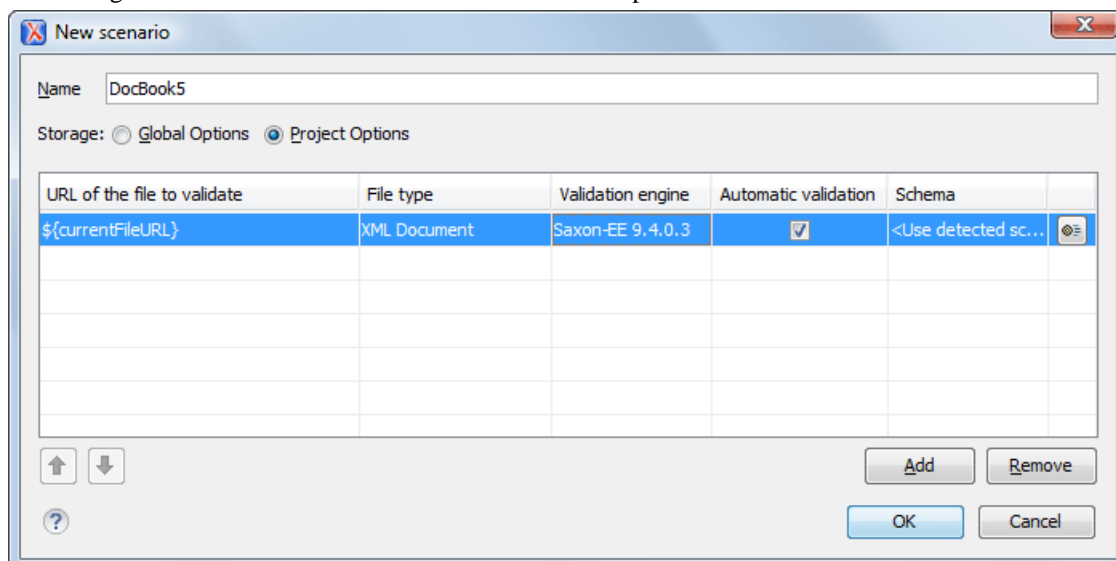 New scenario
Name DocBook5
Storage: Global Options Project Options
URL of the file to validate File type Validation engine Automatic validation Schema
${currentFileURL} XML Document Saxon-EE 9.4.0.3 <Use detected sc...
Add Remove
? OK Cancel